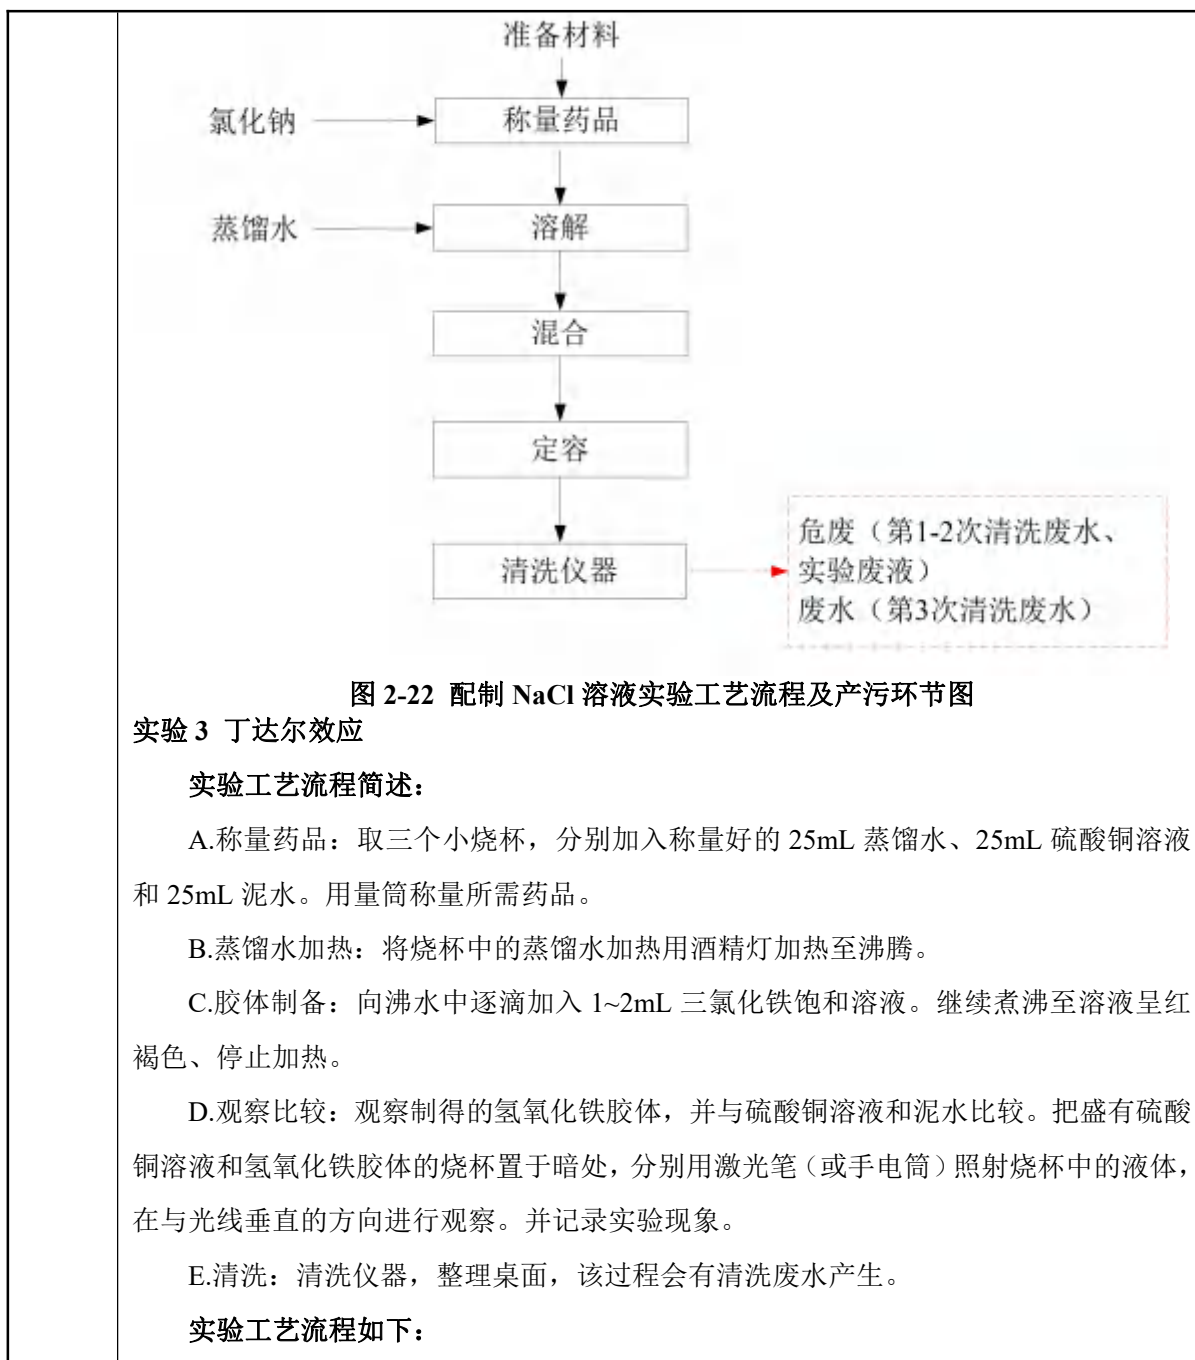 准备材料
氯化钠
称量药品
蒸馏水
溶解
混合
定容
清洗仪器
危废（第1-2次清洗废水、
实验废液）
废水（第3次清洗废水）
图 2-22 配制 NaCl 溶液实验工艺流程及产污环节图
实验 3 丁达尔效应
实验工艺流程简述：
A.称量药品：取三个小烧杯，分别加入称量好的 25mL 蒸馏水、25mL 硫酸铜溶液
和 25mL 泥水。用量筒称量所需药品。
B.蒸馏水加热：将烧杯中的蒸馏水加热用酒精灯加热至沸腾。
C.胶体制备：向沸水中逐滴加入 1~2mL 三氯化铁饱和溶液。继续煮沸至溶液呈红
褐色、停止加热。
D.观察比较：观察制得的氢氧化铁胶体，并与硫酸铜溶液和泥水比较。把盛有硫酸
铜溶液和氢氧化铁胶体的烧杯置于暗处，分别用激光笔（或手电筒）照射烧杯中的液体，
在与光线垂直的方向进行观察。并记录实验现象。
E.清洗：清洗仪器，整理桌面，该过程会有清洗废水产生。
实验工艺流程如下：